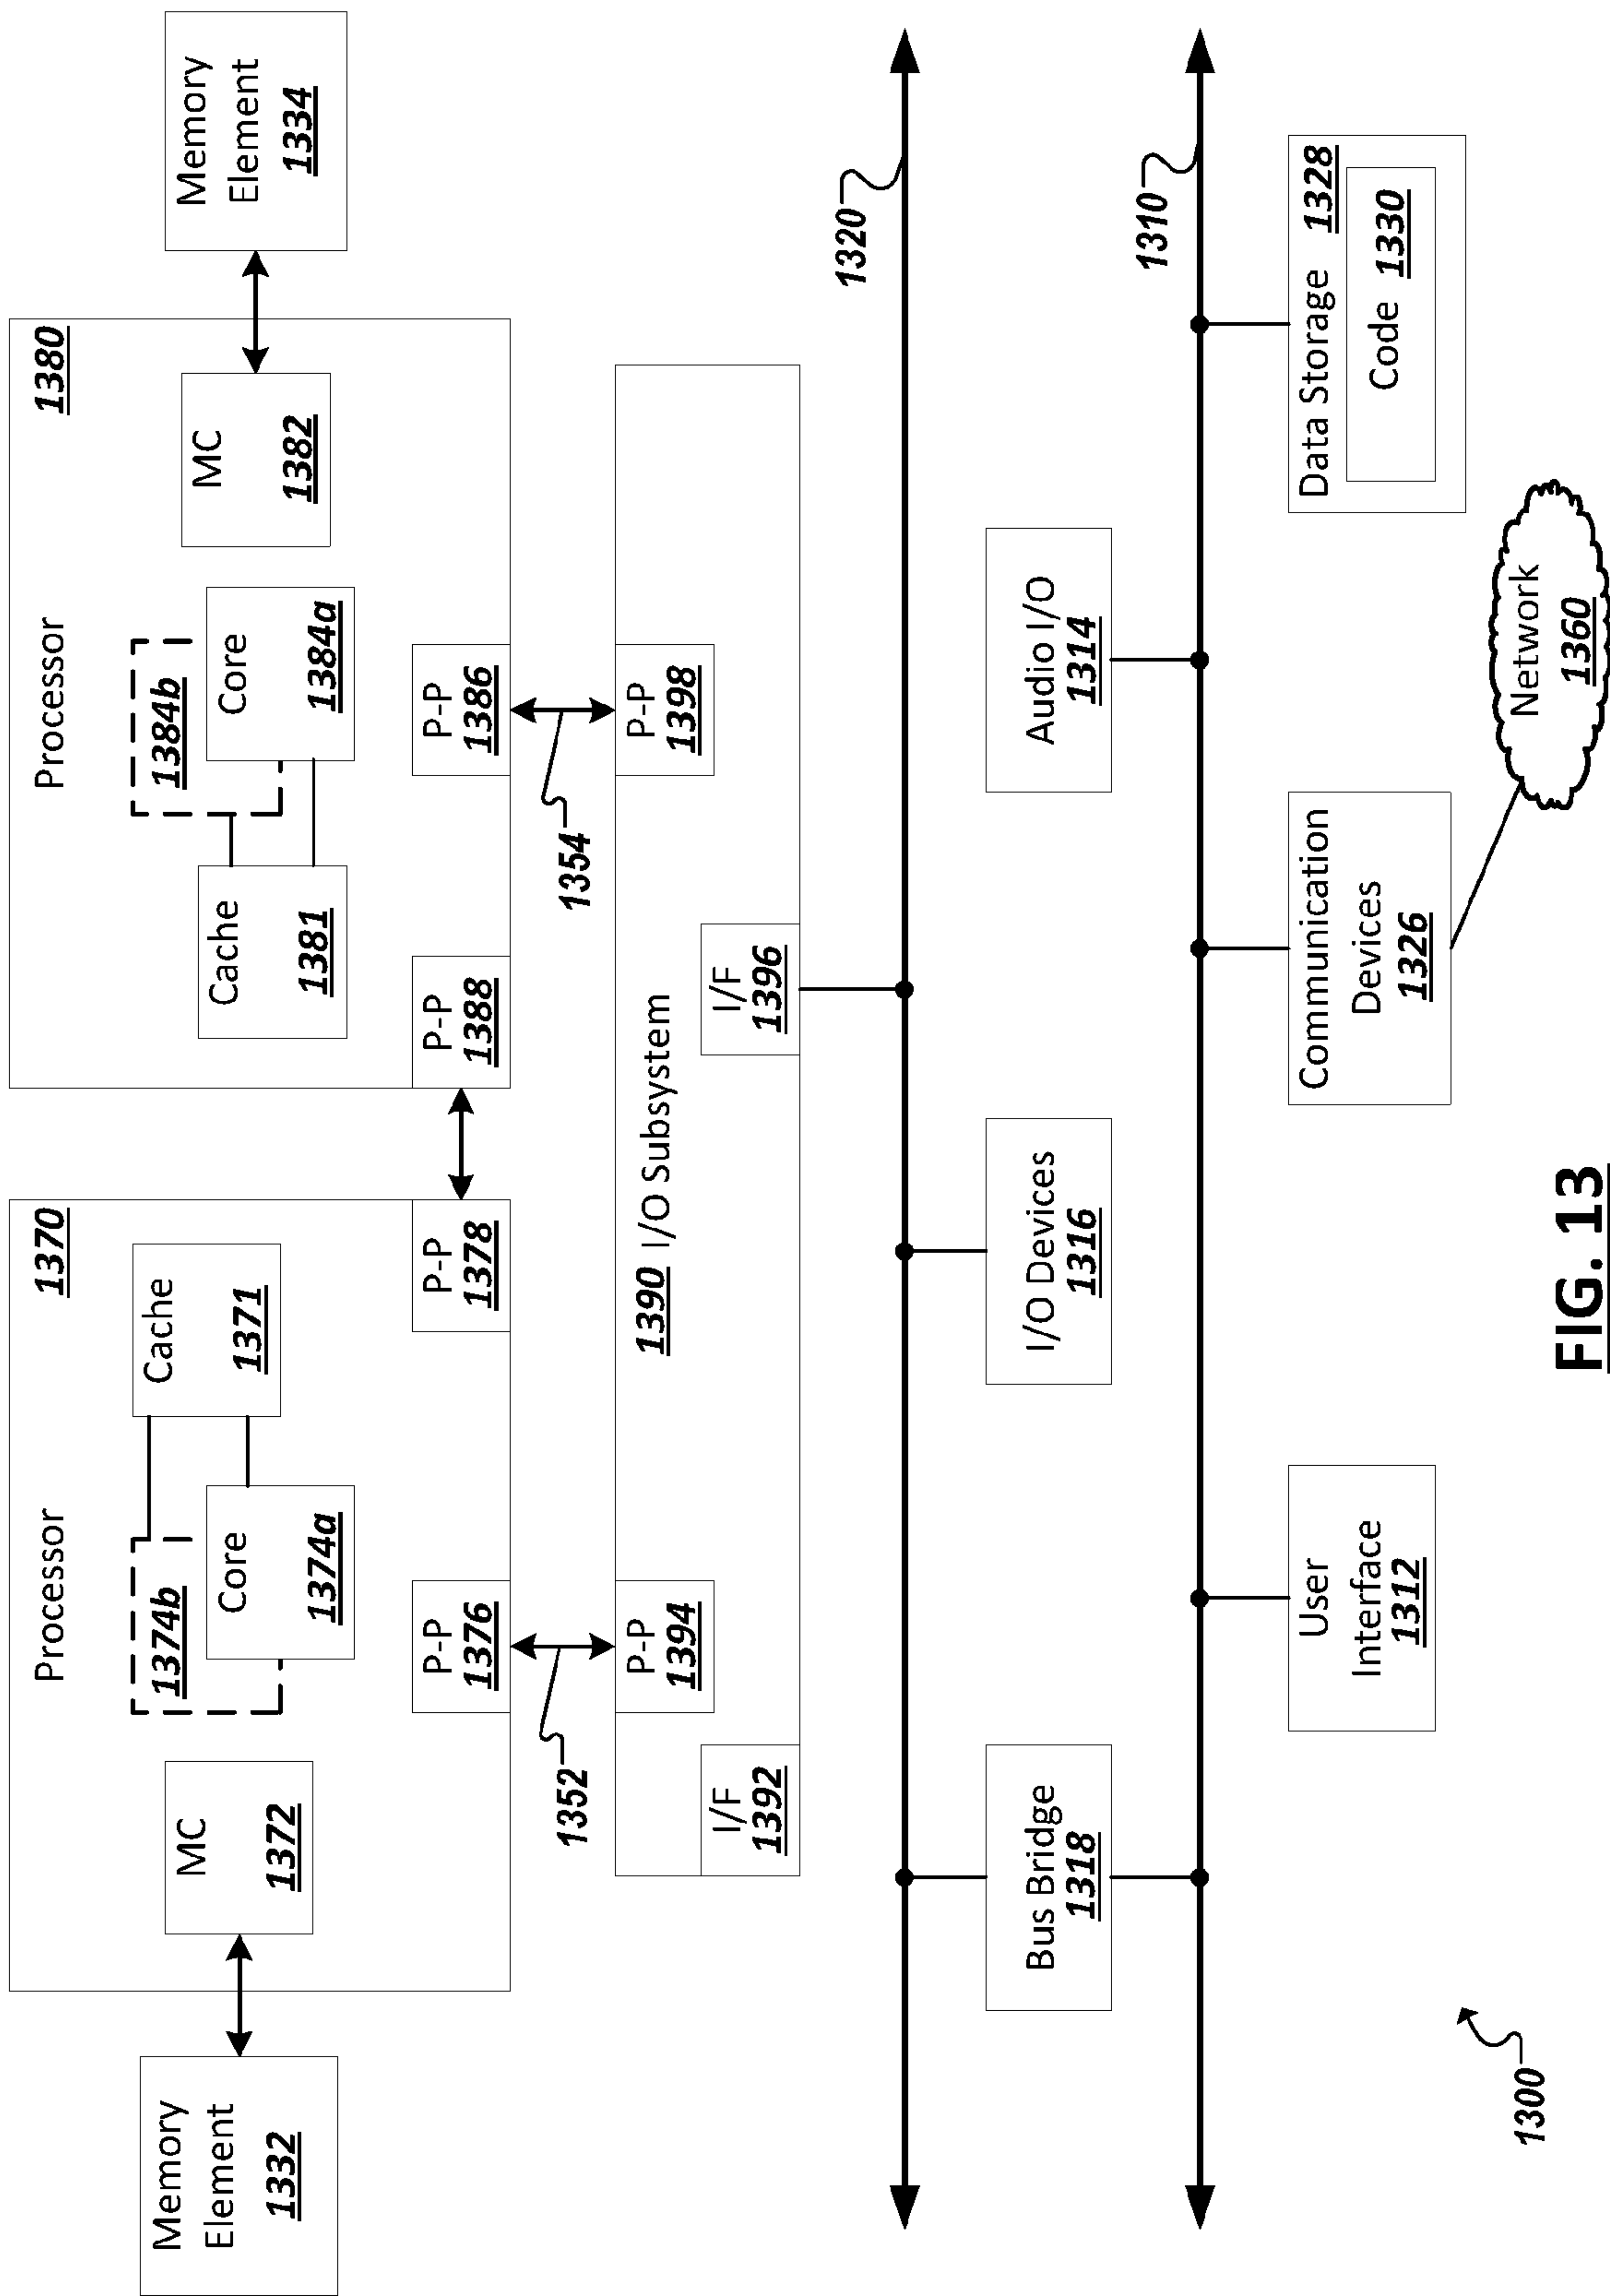 Processor
1370
Memory
Element
1332
MC
1372
1374b
Core
1374a
Cache
1371
P-P
1376
P-P
1378
Processor
1380
Cache
1381
1384b
Core
1384a
MC
1382
Memory
Element
1334
P-P
1388
P-P
1386
1352
1354
P-P
1394
1390 I/O Subsystem
P-P
1398
I/F
1392
I/F
1396
1320
Bus Bridge
1318
I/O Devices
1316
Audio I/O
1314
1310
User
Interface
1312
Communication
Devices
1326
Data Storage 1328
Code 1330
Network
1360
1300
FIG. 13